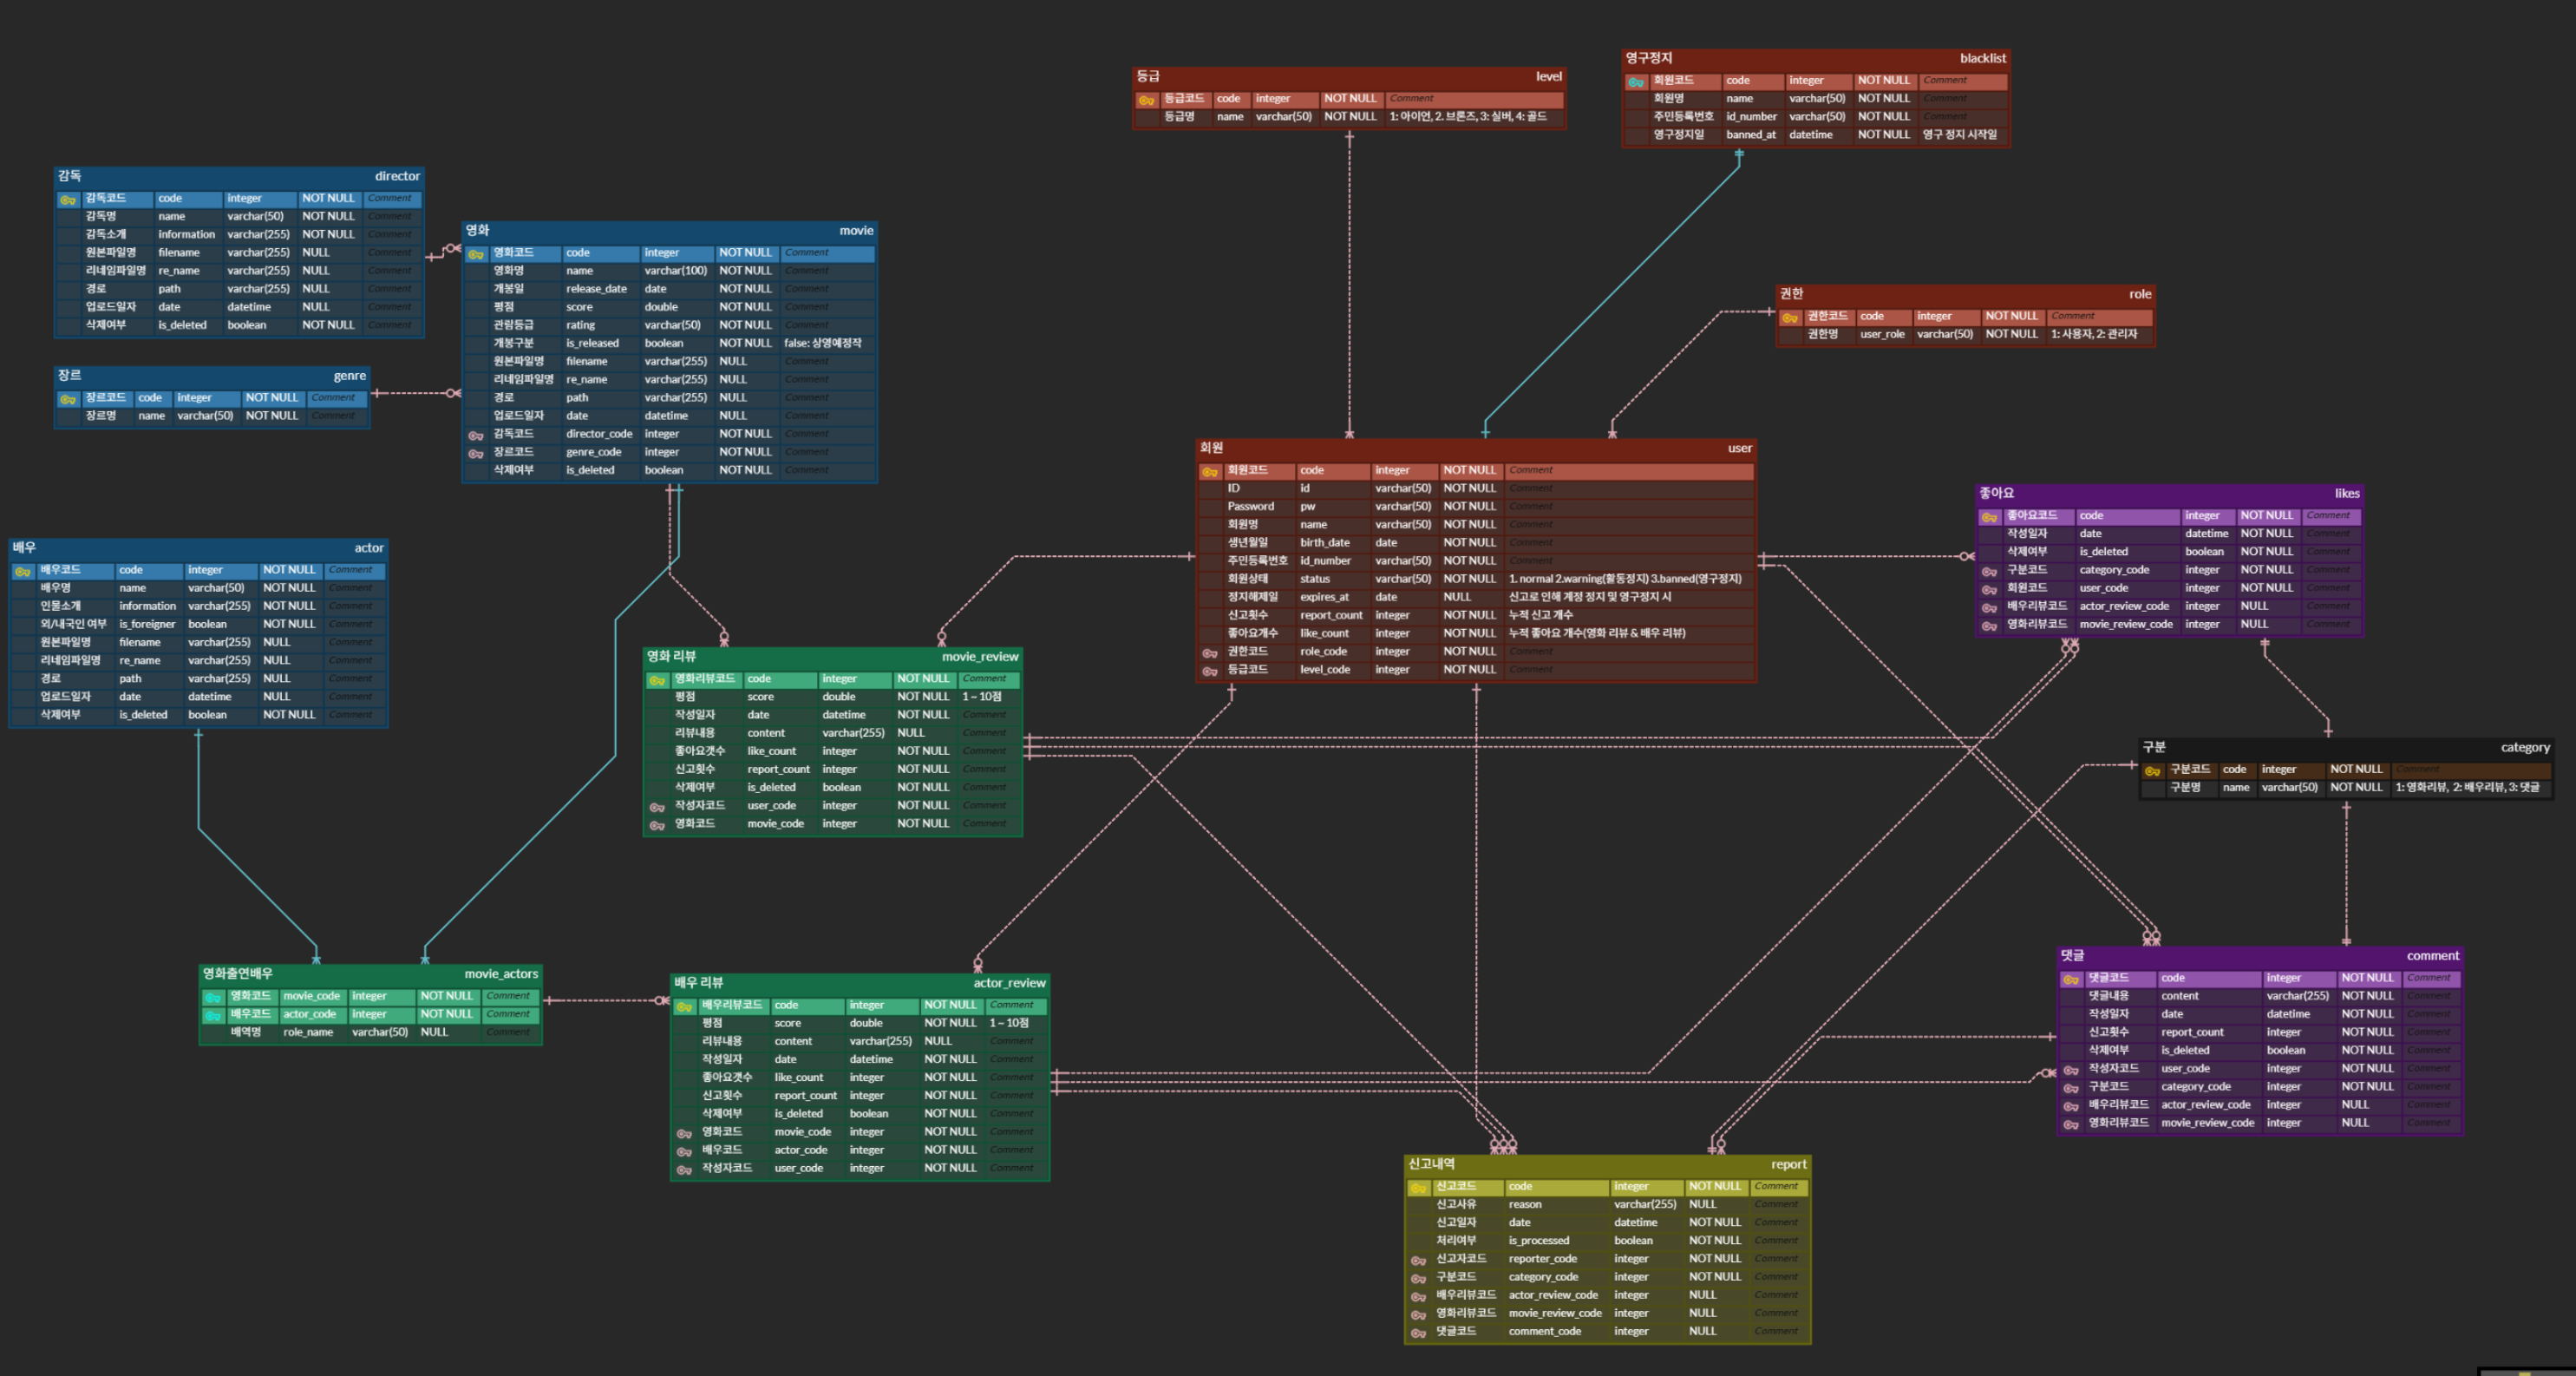 등급 level
등급코드 code integer NOT NULL Comment
등급명 name varchar(50) NOT NULL 1: 아이언, 2. 브론즈, 3: 실버, 4: 골드
영구정지 blacklist
회원코드 code integer NOT NULL Comment
회원명 name varchar(50) NOT NULL Comment
주민등록번호 id_number varchar(50) NOT NULL Comment
영구정지일 banned_at datetime NOT NULL 영구 정지 시작일
감독 director
감독코드 code integer NOT NULL Comment
감독명 name varchar(50) NOT NULL Comment
감독소개 information varchar(255) NOT NULL Comment
원본파일명 filename varchar(255) NULL Comment
리네임파일명 re_name varchar(255) NULL Comment
경로 path varchar(255) NULL Comment
업로드일자 date datetime NULL Comment
삭제여부 is_deleted boolean NOT NULL Comment
영화 movie
영화코드 code integer NOT NULL Comment
영화명 name varchar(100) NOT NULL Comment
개봉일 release_date date NOT NULL Comment
평점 score double NOT NULL Comment
관람등급 rating varchar(50) NOT NULL Comment
개봉구분 is_released boolean NOT NULL false: 상영예정작
원본파일명 filename varchar(255) NULL Comment
리네임파일명 re_name varchar(255) NULL Comment
경로 path varchar(255) NULL Comment
업로드일자 date datetime NULL Comment
감독코드 director_code integer NOT NULL Comment
장르코드 genre_code integer NOT NULL Comment
삭제여부 is_deleted boolean NOT NULL Comment
권한 role
권한코드 code integer NOT NULL Comment
권한명 user_role varchar(50) NOT NULL 1: 사용자, 2: 관리자
장르 genre
장르코드 code integer NOT NULL Comment
장르명 name varchar(50) NOT NULL Comment
회원 user
회원코드 code integer NOT NULL Comment
ID id varchar(50) NOT NULL Comment
Password pw varchar(50) NOT NULL Comment
회원명 name varchar(50) NOT NULL Comment
생년월일 birth_date date NOT NULL Comment
주민등록번호 id_number varchar(50) NOT NULL Comment
회원상태 status varchar(50) NOT NULL 1. normal 2.warning(활동정지) 3.banned(영구정지)
정지해제일 expires_at date NULL 신고로 인해 계정 정지 및 영구정지 시
신고횟수 report_count integer NOT NULL 누적 신고 개수
좋아요개수 like_count integer NOT NULL 누적 좋아요 개수(영화 리뷰 & 배우 리뷰)
권한코드 role_code integer NOT NULL Comment
등급코드 level_code integer NOT NULL Comment
좋아요 likes
좋아요코드 code integer NOT NULL Comment
작성일자 date datetime NOT NULL Comment
삭제여부 is_deleted boolean NOT NULL Comment
구분코드 category_code integer NOT NULL Comment
회원코드 user_code integer NOT NULL Comment
배우리뷰코드 actor_review_code integer NULL Comment
영화리뷰코드 movie_review_code integer NULL Comment
배우 actor
배우코드 code integer NOT NULL Comment
배우명 name varchar(50) NOT NULL Comment
인물소개 information varchar(255) NOT NULL Comment
외/내국인 여부 is_foreigner boolean NOT NULL Comment
원본파일명 filename varchar(255) NULL Comment
리네임파일명 re_name varchar(255) NULL Comment
경로 path varchar(255) NULL Comment
업로드일자 date datetime NULL Comment
삭제여부 is_deleted boolean NOT NULL Comment
영화 리뷰 movie_review
영화리뷰코드 code integer NOT NULL Comment
평점 score double NOT NULL 1 ~ 10점
작성일자 date datetime NOT NULL Comment
리뷰내용 content varchar(255) NULL Comment
좋아요갯수 like_count integer NOT NULL Comment
신고횟수 report_count integer NOT NULL Comment
삭제여부 is_deleted boolean NOT NULL Comment
작성자코드 user_code integer NOT NULL Comment
영화코드 movie_code integer NOT NULL Comment
구분 category
구분코드 code integer NOT NULL Comment
구분명 name varchar(50) NOT NULL 1: 영화리뷰, 2: 배우리뷰, 3: 댓글
영화출연배우 movie_actors
영화코드 movie_code integer NOT NULL Comment
배우코드 actor_code integer NOT NULL Comment
배역명 role_name varchar(50) NULL Comment
배우 리뷰 actor_review
배우리뷰코드 code integer NOT NULL Comment
평점 score double NOT NULL 1 ~ 10점
리뷰내용 content varchar(255) NULL Comment
작성일자 date datetime NOT NULL Comment
좋아요갯수 like_count integer NOT NULL Comment
신고횟수 report_count integer NOT NULL Comment
삭제여부 is_deleted boolean NOT NULL Comment
영화코드 movie_code integer NOT NULL Comment
배우코드 actor_code integer NOT NULL Comment
작성자코드 user_code integer NOT NULL Comment
댓글 comment
댓글코드 code integer NOT NULL Comment
댓글내용 content varchar(255) NOT NULL Comment
작성일자 date datetime NOT NULL Comment
신고횟수 report_count integer NOT NULL Comment
삭제여부 is_deleted boolean NOT NULL Comment
작성자코드 user_code integer NOT NULL Comment
구분코드 category_code integer NOT NULL Comment
배우리뷰코드 actor_review_code integer NULL Comment
영화리뷰코드 movie_review_code integer NULL Comment
신고내역 report
신고코드 code integer NOT NULL Comment
신고사유 reason varchar(255) NULL Comment
신고일자 date datetime NOT NULL Comment
처리여부 is_processed boolean NOT NULL Comment
신고자코드 reporter_code integer NOT NULL Comment
구분코드 category_code integer NOT NULL Comment
배우리뷰코드 actor_review_code integer NULL Comment
영화리뷰코드 movie_review_code integer NULL Comment
댓글코드 comment_code integer NULL Comment